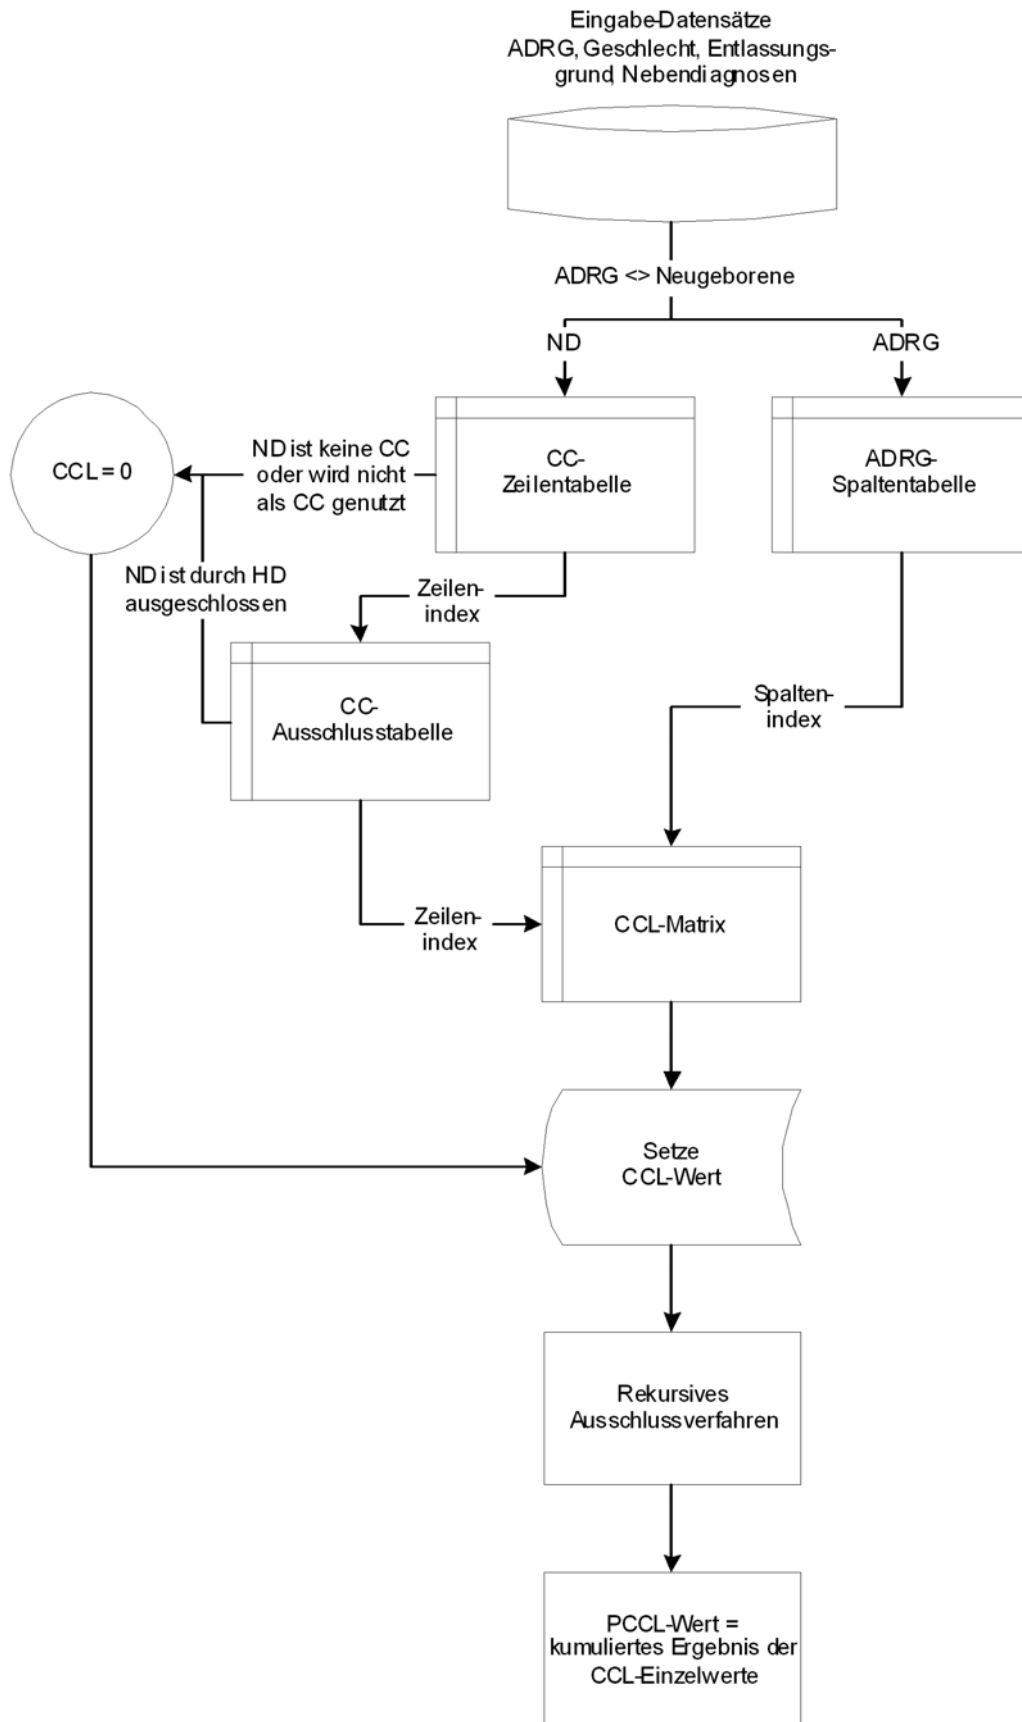 Eingabe-Datensätze
ADRG, Geschlecht, Entlassungs-
grund, Nebendiagnosen
ADRG <> Neugeborene
ND
ADRG
CCL = 0
ND ist keine CC
oder wird nicht
als CC genutzt
CC-
Zeilentabelle
ADRG-
Spaltentabelle
ND ist durch HD
ausgeschlossen
Zeilen-
index
CC-
Ausschlusstabelle
Spalten-
index
Zeilen-
index
CCL-Matrix
Setze
CCL-Wert
Rekursives
Ausschlussverfahren
PCCL-Wert =
kumuliertes Ergebnis der
CCL-Einzelwerte